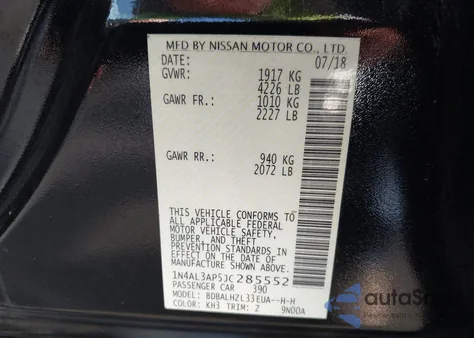 MFD BY NISSAN MOTOR CO., LTD.
DATE: 07/18
GVWR: 1917 KG
4226 LB
GAWR FR.: 1010 KG
2227 LB
GAWR RR.: 940 KG
2072 LB
THIS VEHICLE CONFORMS TO
ALL APPLICABLE FEDERAL
MOTOR VEHICLE SAFETY,
BUMPER, AND THEFT
PREVENTION STANDARDS IN
EFFECT ON THE DATE OF
MANUFACTURE SHOWN ABOVE.
1N4AL3AP5JC285552
PASSENGER CAR 390
MODEL: BDBALHZL33EUA--H-H
COLOR: KH3 TRIM: Z 9N00A